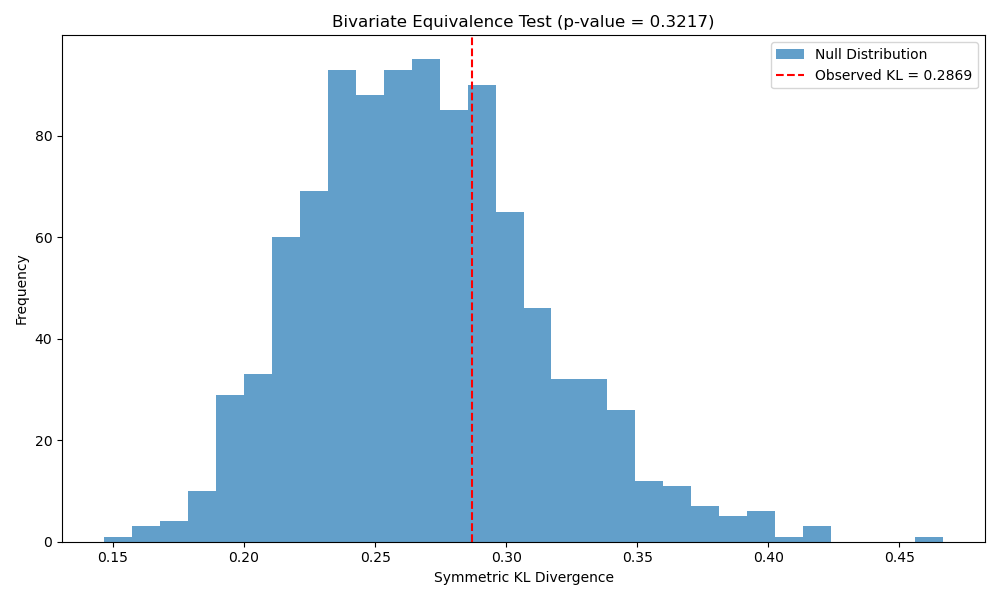 Bivariate Equivalence Test (p-value = 0.3217)
Null Distribution
Observed KL = 0.2869
Frequency
80
60
40
20
0
0.15 0.20 0.25 0.30 0.35 0.40 0.45
Symmetric KL Divergence